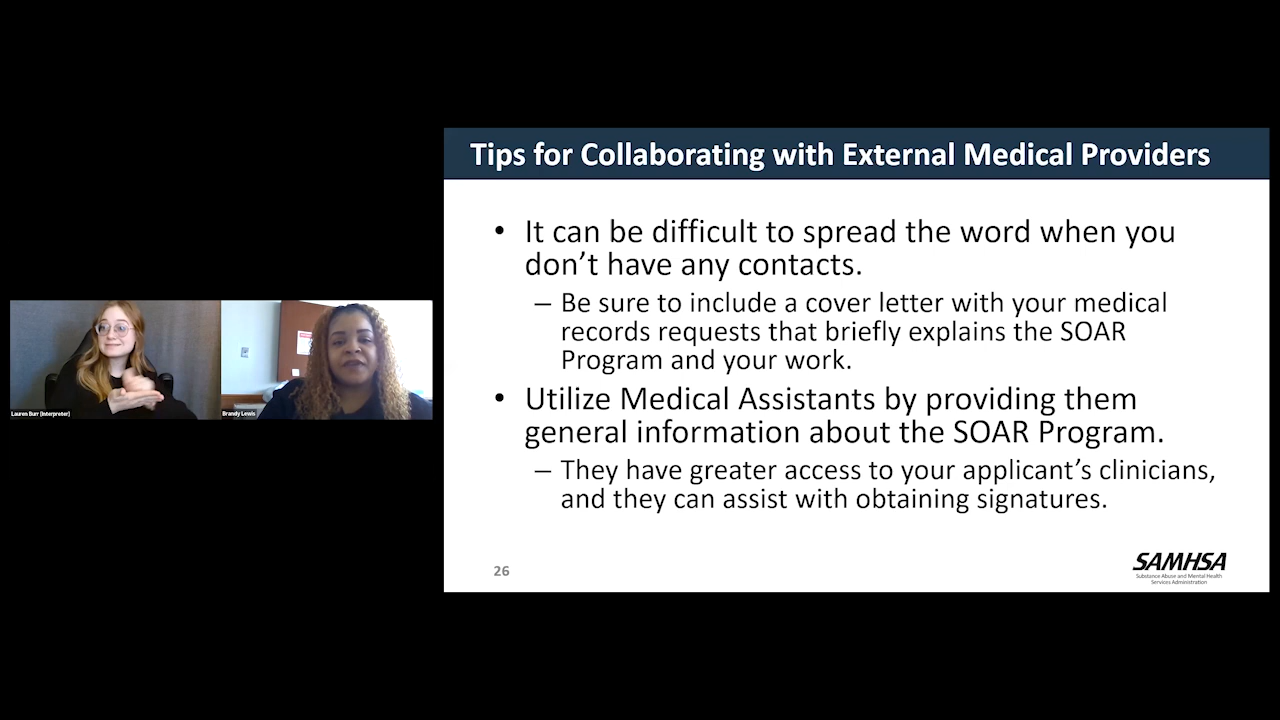 Tips for Collaborating with External Medical Providers
• It can be difficult to spread the word when you
don’t have any contacts.
– Be sure to include a cover letter with your medical
records requests that briefly explains the SOAR
Program and your work.
• Utilize Medical Assistants by providing them
general information about the SOAR Program.
– They have greater access to your applicant’s clinicians,
and they can assist with obtaining signatures.
26
SAMHSA
Substance Abuse and Mental Health
Services Administration
Lauren Burr (Interpreter)
Brandy Lewis